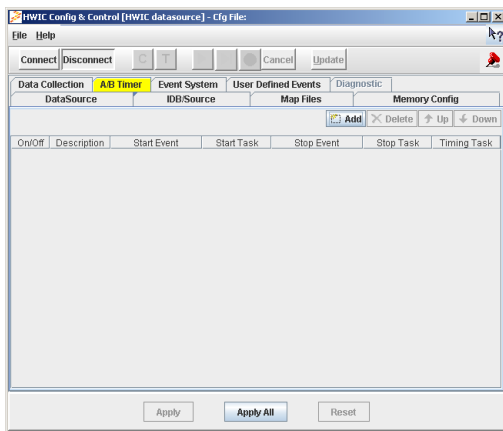 HWIC Config & Control [HWIC datasource] - Cfg File:
File Help
Connect Disconnect C T Cancel Update
Data Collection A/B Timer Event System User Defined Events Diagnostic
DataSource IDB/Source Map Files Memory Config
Add Delete Up Down
On/Off Description Start Event Start Task Stop Event Stop Task Timing Task
Apply Apply All Reset